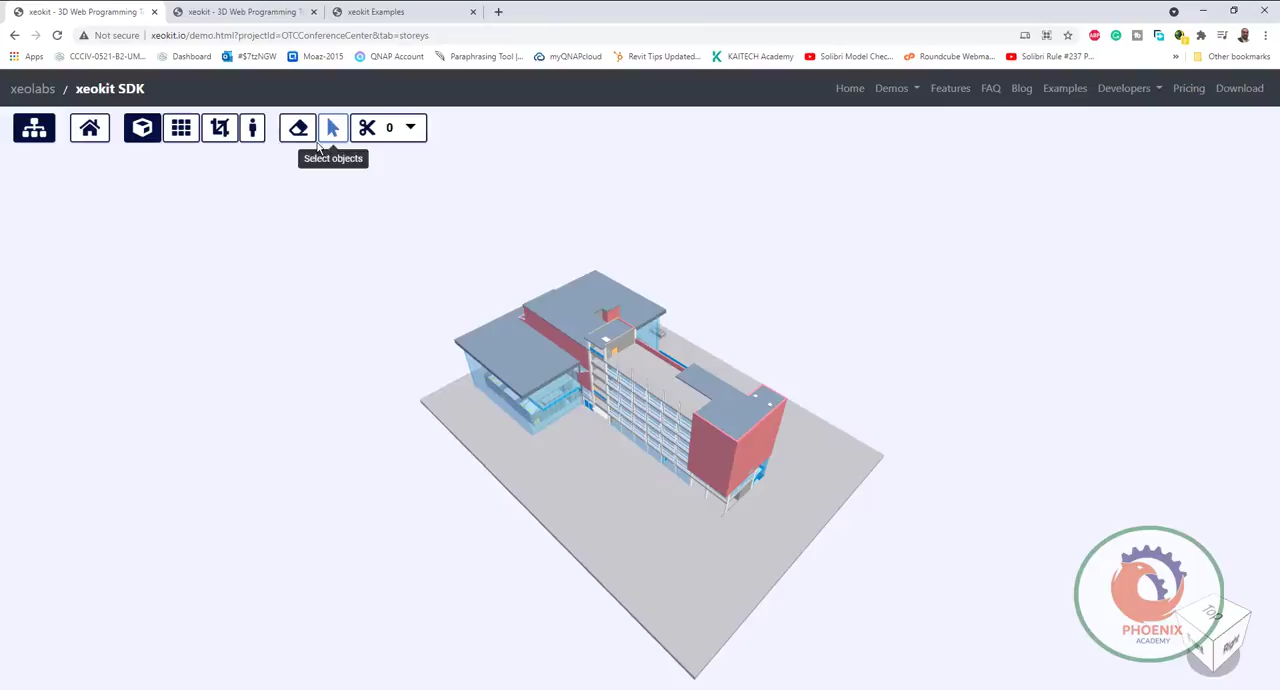 xeokit - 3D Web Programming T
xeokit - 3D Web Programming T
xeokit Examples
Not secure
xeokit.io/demo.html?projectId=OTCConferenceCenter&tab=storeys
Apps
CCCIV-0521-B2-UM...
Dashboard
#$7tzNGW
Moaz-2015
QNAP Account
Paraphrasing Tool |...
myQNAPcloud
Revit Tips Updated...
KAITECH Academy
Solibri Model Chec...
Roundcube Webma...
Solibri Rule #237 P...
»
Other bookmarks
xeolabs / xeokit SDK
Home
Demos
Features
FAQ
Blog
Examples
Developers
Pricing
Download
0
Select objects
PHOENIX
ACADEMY
Top
Right